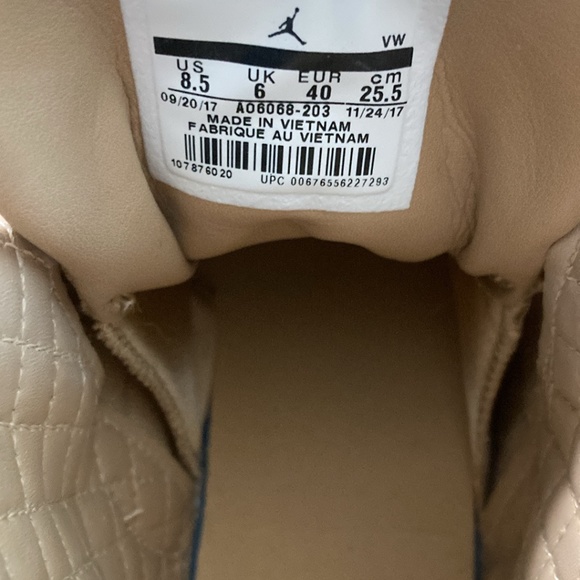 VW
US UK EUR cm
8.5 6 40 25.5
09/20/17 AO6068-203 11/24/17
MADE IN VIETNAM
FABRIQUE AU VIETNAM
107876020 UPC 00676556227293